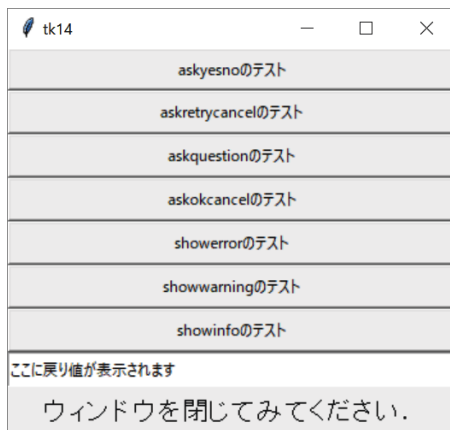 tk14
askyesnoのテスト
askretrycancelのテスト
askquestionのテスト
askokcancelのテスト
showerrorのテスト
showwarningのテスト
showinfoのテスト
ここに戻り値が表示されます
ウィンドウを閉じてみてください.